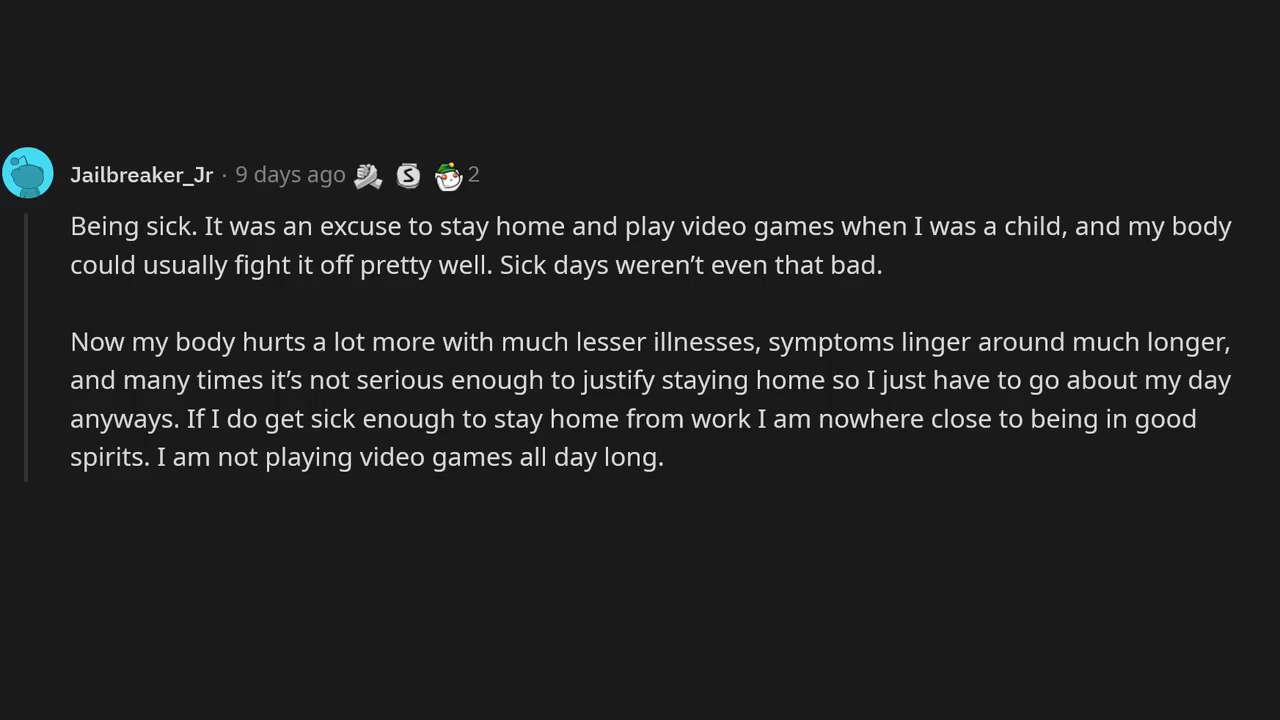 Jailbreaker_Jr · 9 days ago S 2
Being sick. It was an excuse to stay home and play video games when I was a child, and my body
could usually fight it off pretty well. Sick days weren’t even that bad.
Now my body hurts a lot more with much lesser illnesses, symptoms linger around much longer,
and many times it’s not serious enough to justify staying home so I just have to go about my day
anyways. If I do get sick enough to stay home from work I am nowhere close to being in good
spirits. I am not playing video games all day long.